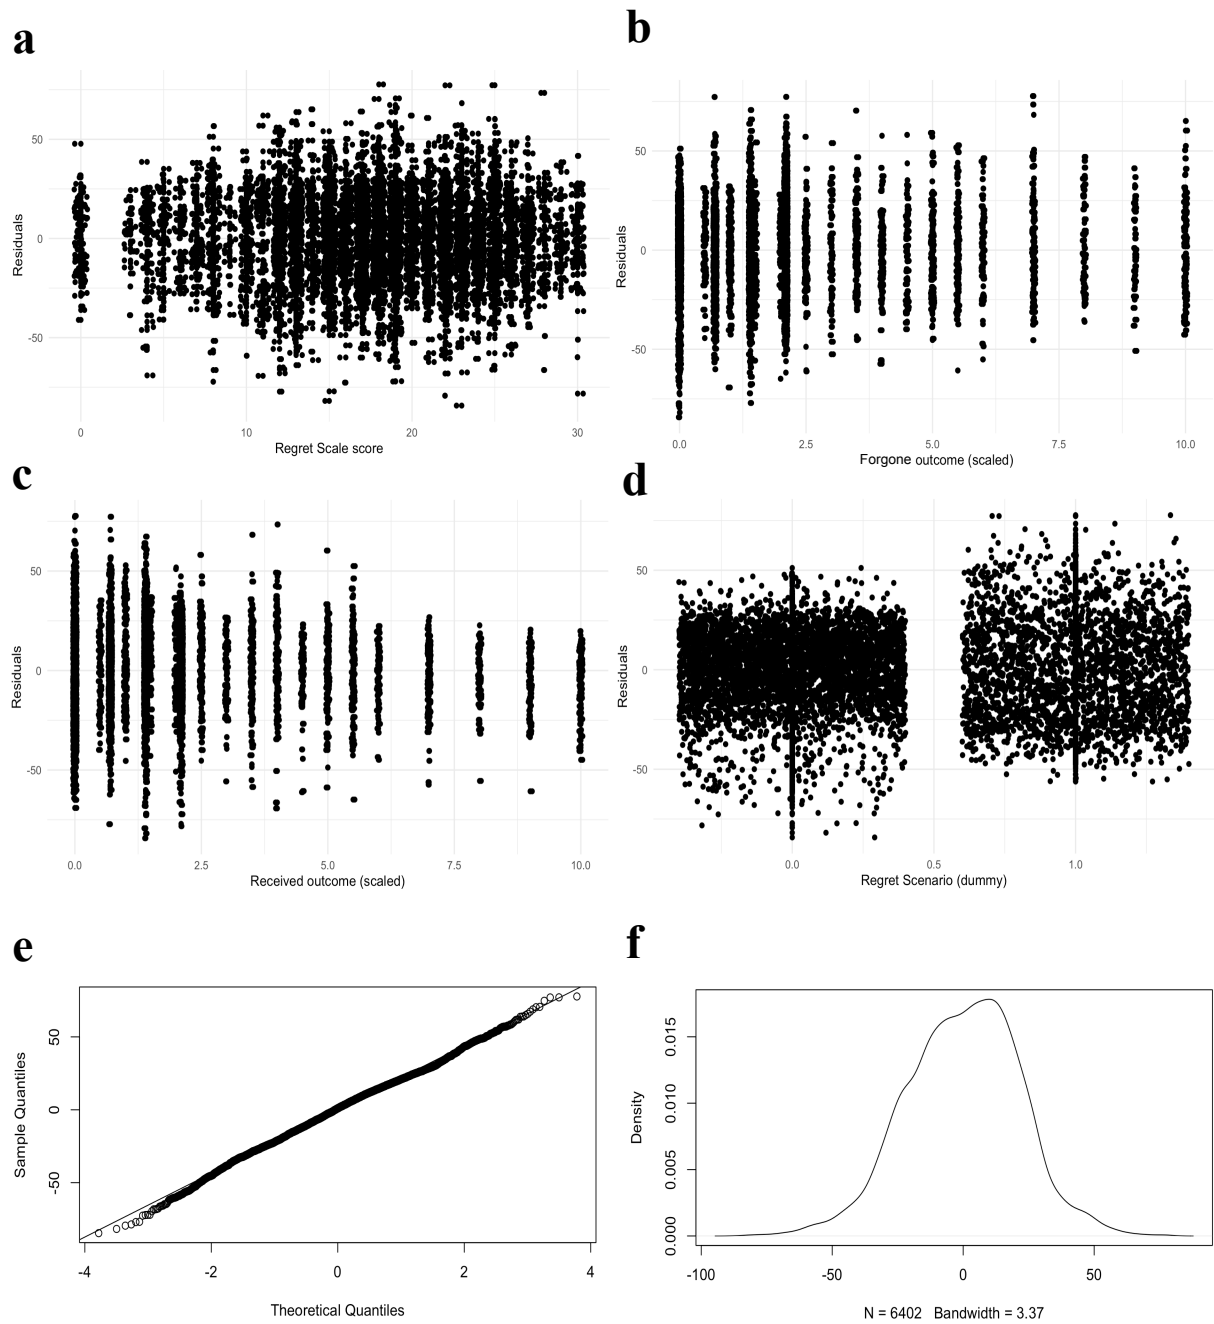 a
Residuals
50
0
-50
0 10 20 30
Regret Scale score
b
Residuals
50
0
-50
0.0 2.5 5.0 7.5 10.0
Forgone outcome (scaled)
c
Residuals
50
0
-50
0.0 2.5 5.0 7.5 10.0
Received outcome (scaled)
d
Residuals
50
0
-50
0.0 0.5 1.0
Regret Scenario (dummy)
e
Sample Quantiles
50
0
-50
-4 -2 0 2 4
Theoretical Quantiles
f
Density
0.015
0.010
0.005
0.000
-100 -50 0 50
N = 6402 Bandwidth = 3.37